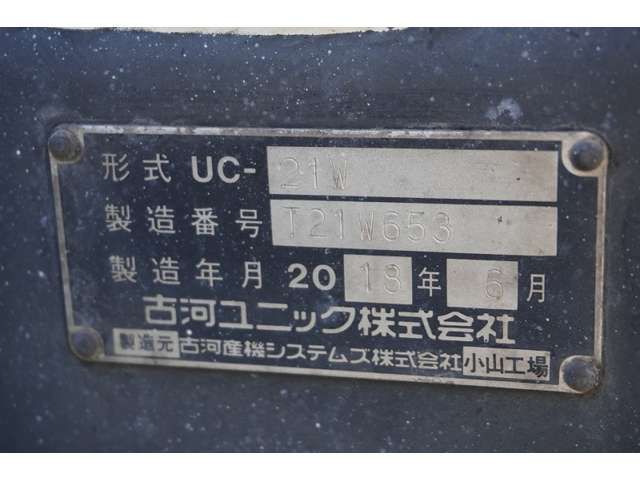 形式 UC- 21W
製造番号 T21W653
製造年月 2013年 6月
古河ユニック株式会社
製造元 古河産機システムズ株式会社 小山工場